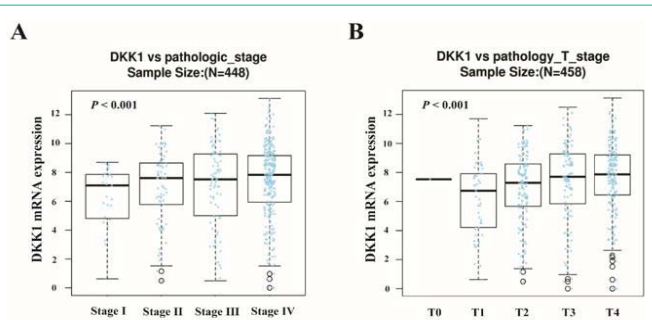 A
DKK1 vs pathologic_stage
Sample Size:(N=448)
P < 0.001
DKK1 mRNA expression
12
10
8
6
4
2
0
Stage I Stage II Stage III Stage IV
B
DKK1 vs pathology_T_stage
Sample Size:(N=458)
P < 0.001
DKK1 mRNA expression
12
10
8
6
4
2
0
T0 T1 T2 T3 T4